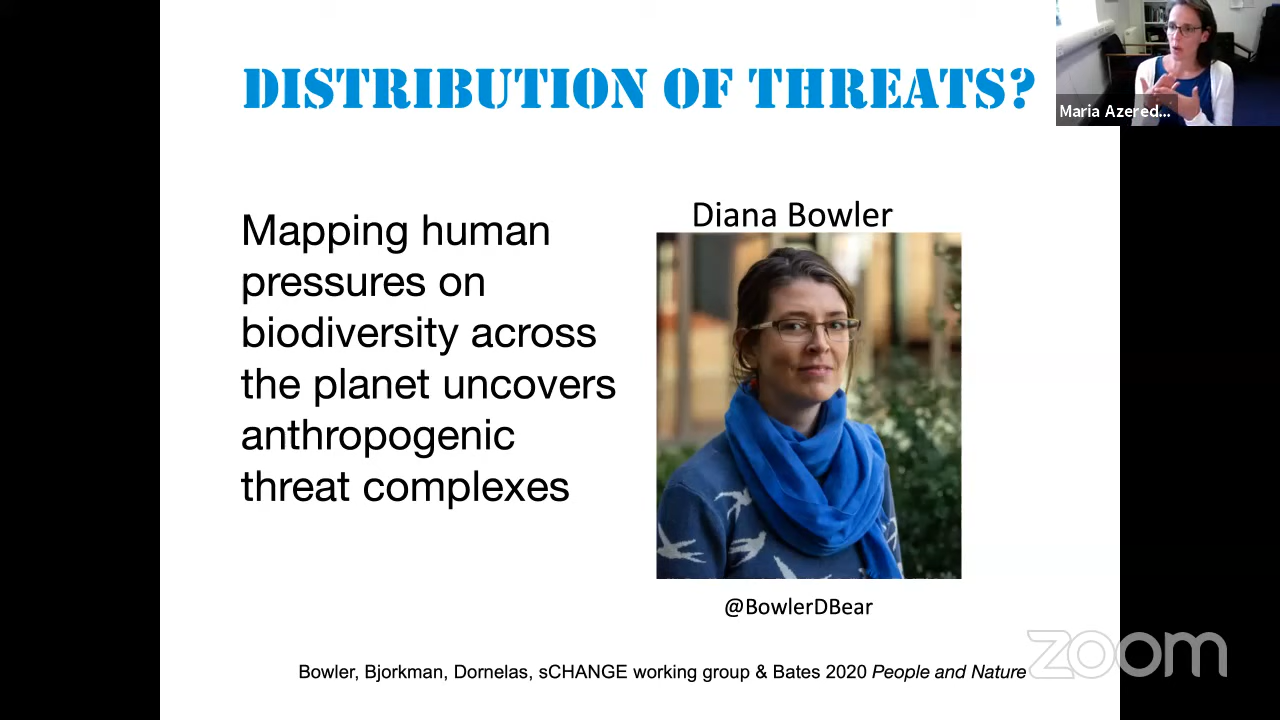 DISTRIBUTION OF THREATS?
Maria Azered...
Mapping human
pressures on
biodiversity across
the planet uncovers
anthropogenic
threat complexes
Diana Bowler
@BowlerDBear
Bowler, Bjorkman, Dornelas, sCHANGE working group & Bates 2020 People and Nature
zoom